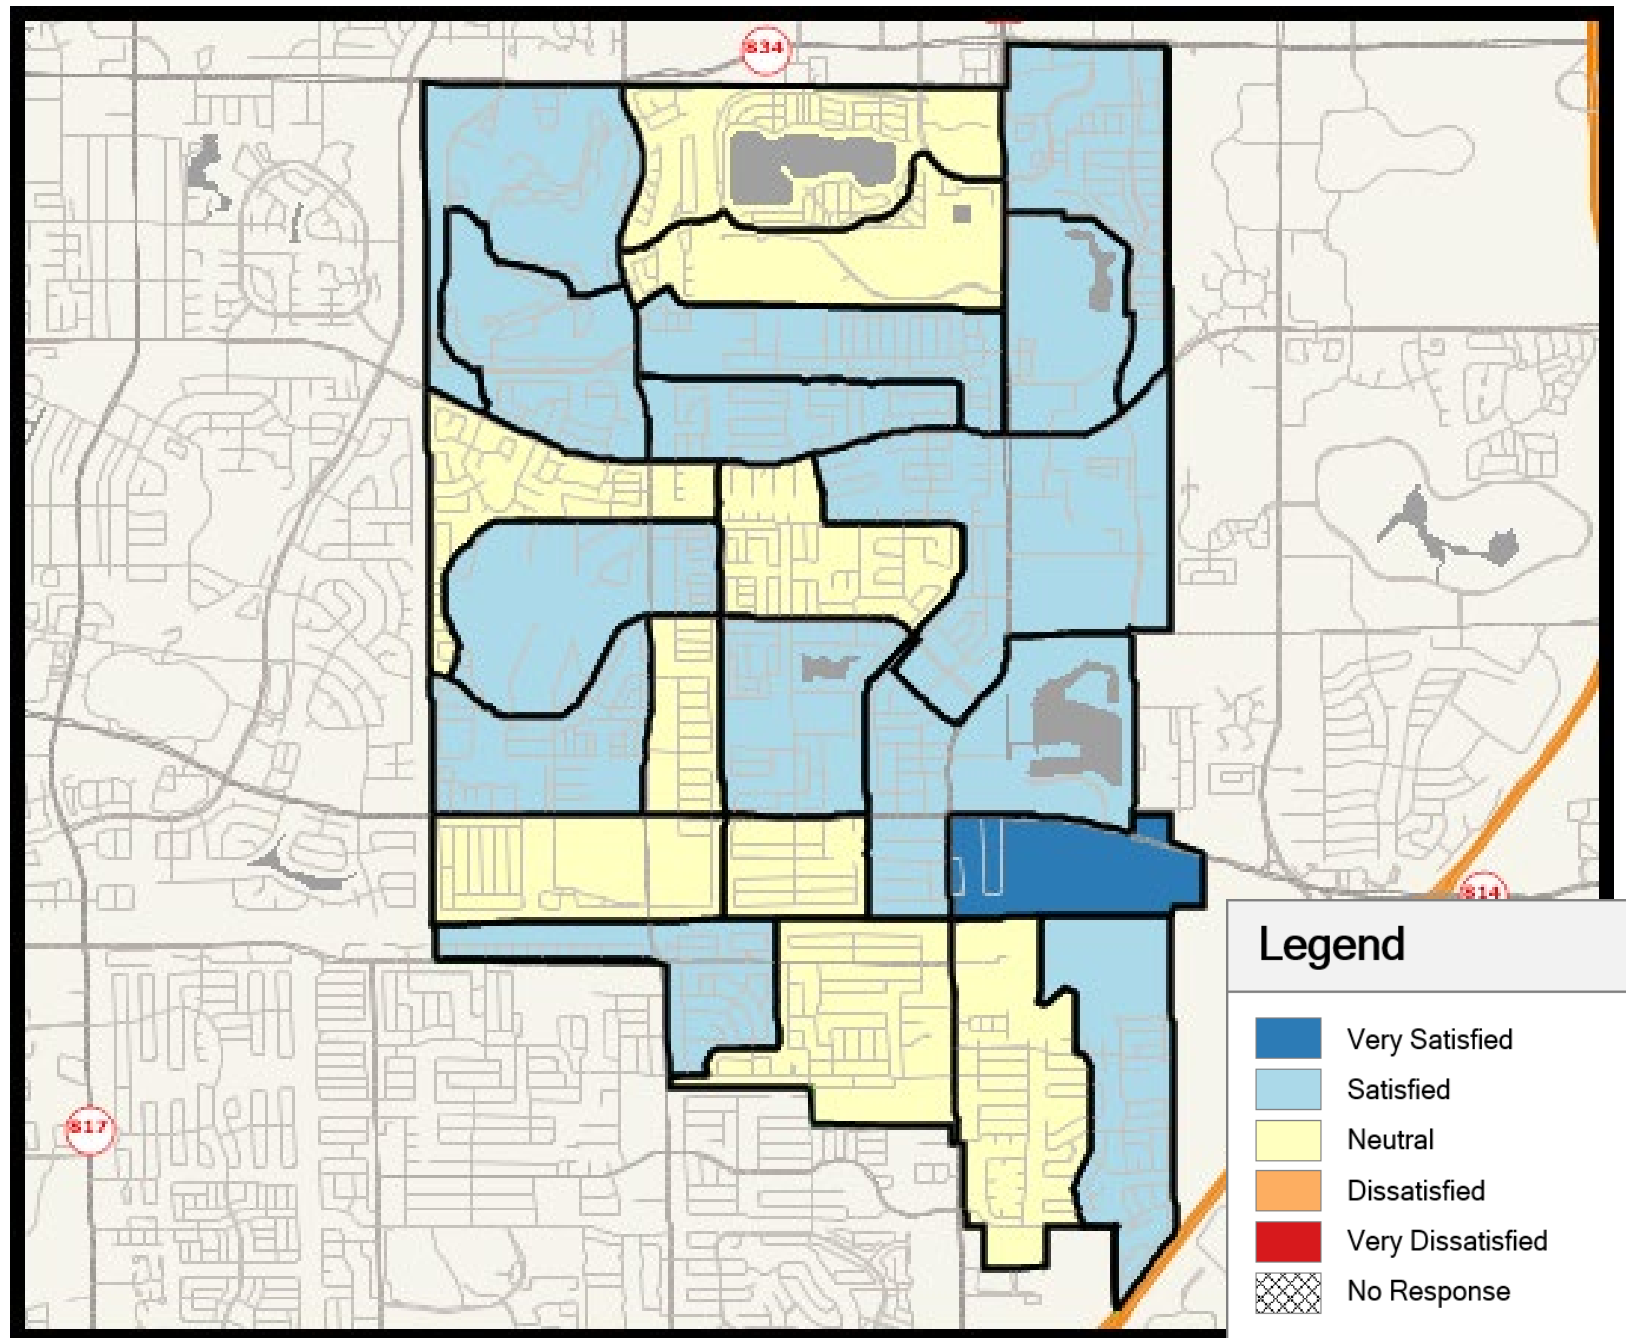 834
814
Legend
Very Satisfied
Satisfied
Neutral
Dissatisfied
Very Dissatisfied
No Response
817